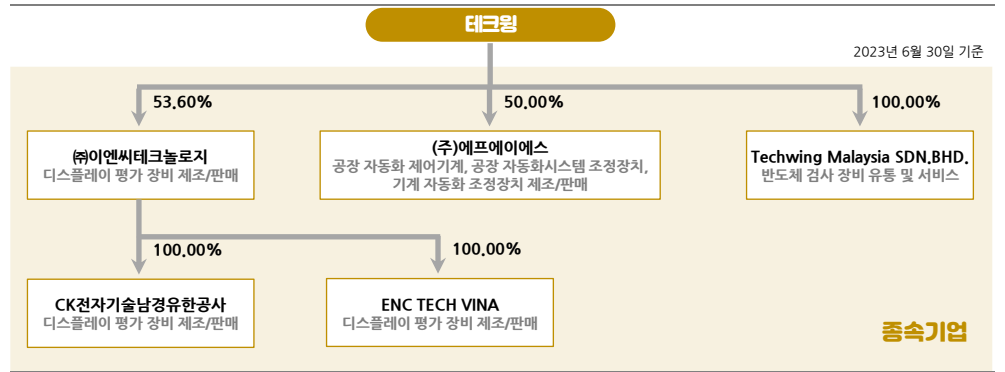 테크윙
2023년 6월 30일 기준
53.60%
50.00%
100.00%
㈜이엔씨테크놀로지
디스플레이 평가 장비 제조/판매
(주)에프에이에스
공장 자동화 제어기계, 공장 자동화시스템 조정장치,
기계 자동화 조정장치 제조/판매
Techwing Malaysia SDN.BHD.
반도체 검사 장비 유통 및 서비스
100.00%
100.00%
CK전자기술남경유한공사
디스플레이 평가 장비 제조/판매
ENC TECH VINA
디스플레이 평가 장비 제조/판매
종속기업